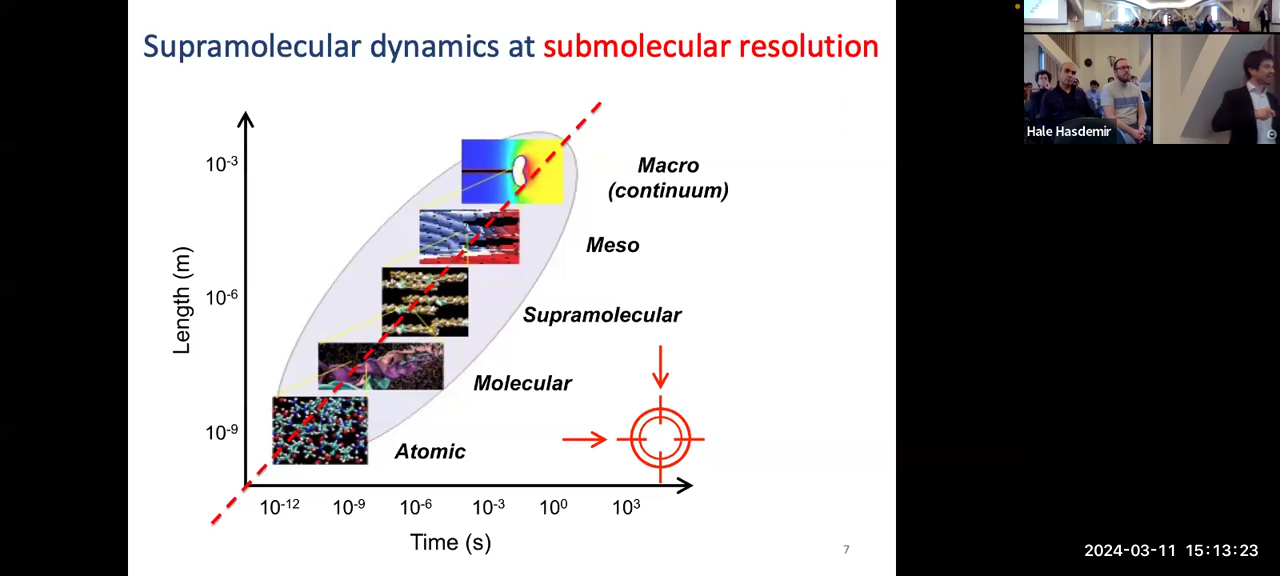 Supramolecular dynamics at submolecular resolution
Length (m)
10-3
10-6
10-9
Macro
(continuum)
Meso
Supramolecular
Molecular
Atomic
10-12 10-9 10-6 10-3 100 103
Time (s)
7
Hale Hasdemir
2024-03-11 15:13:23